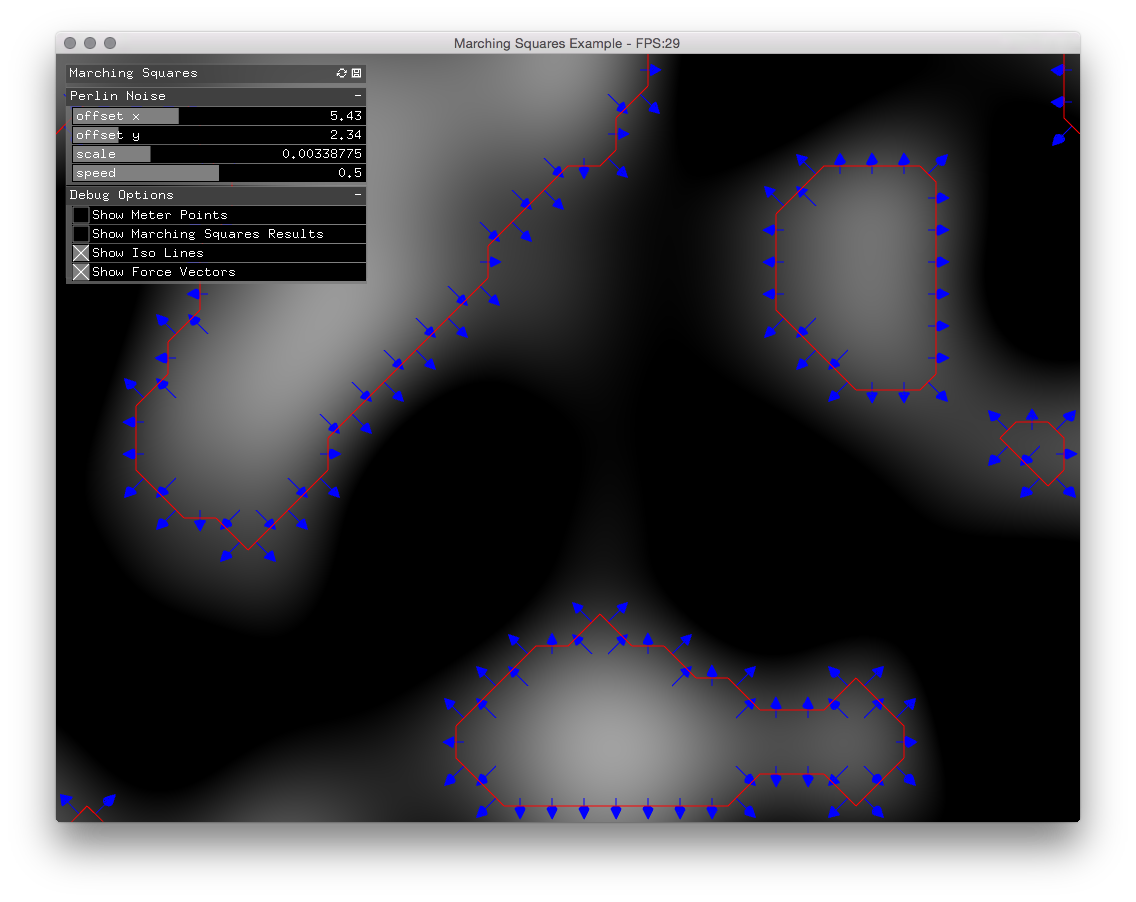 Marching Squares Example - FPS:29
Marching Squares
Perlin Noise -
offset x 5.43
offset y 2.34
scale 0.00338775
speed 0.5
Debug Options -
Show Meter Points
Show Marching Squares Results
Show Iso Lines
Show Force Vectors